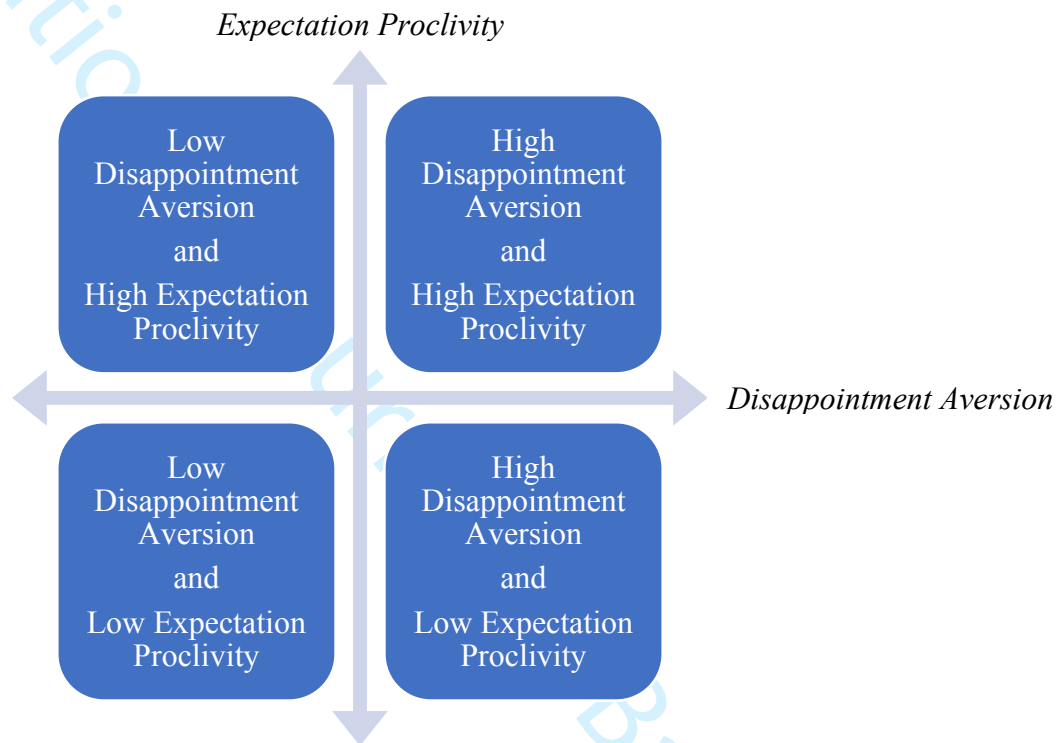 Expectation Proclivity
Low
Disappointment
Aversion
and
High Expectation
Proclivity
High
Disappointment
Aversion
and
High Expectation
Proclivity
Disappointment Aversion
Low
Disappointment
Aversion
and
Low Expectation
Proclivity
High
Disappointment
Aversion
and
Low Expectation
Proclivity